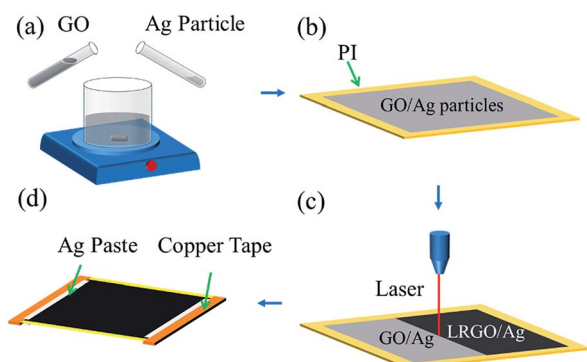 (a)
GO
Ag Particle
(b)
PI
GO/Ag particles
(d)
Ag Paste
Copper Tape
(c)
Laser
GO/Ag
LRGO/Ag